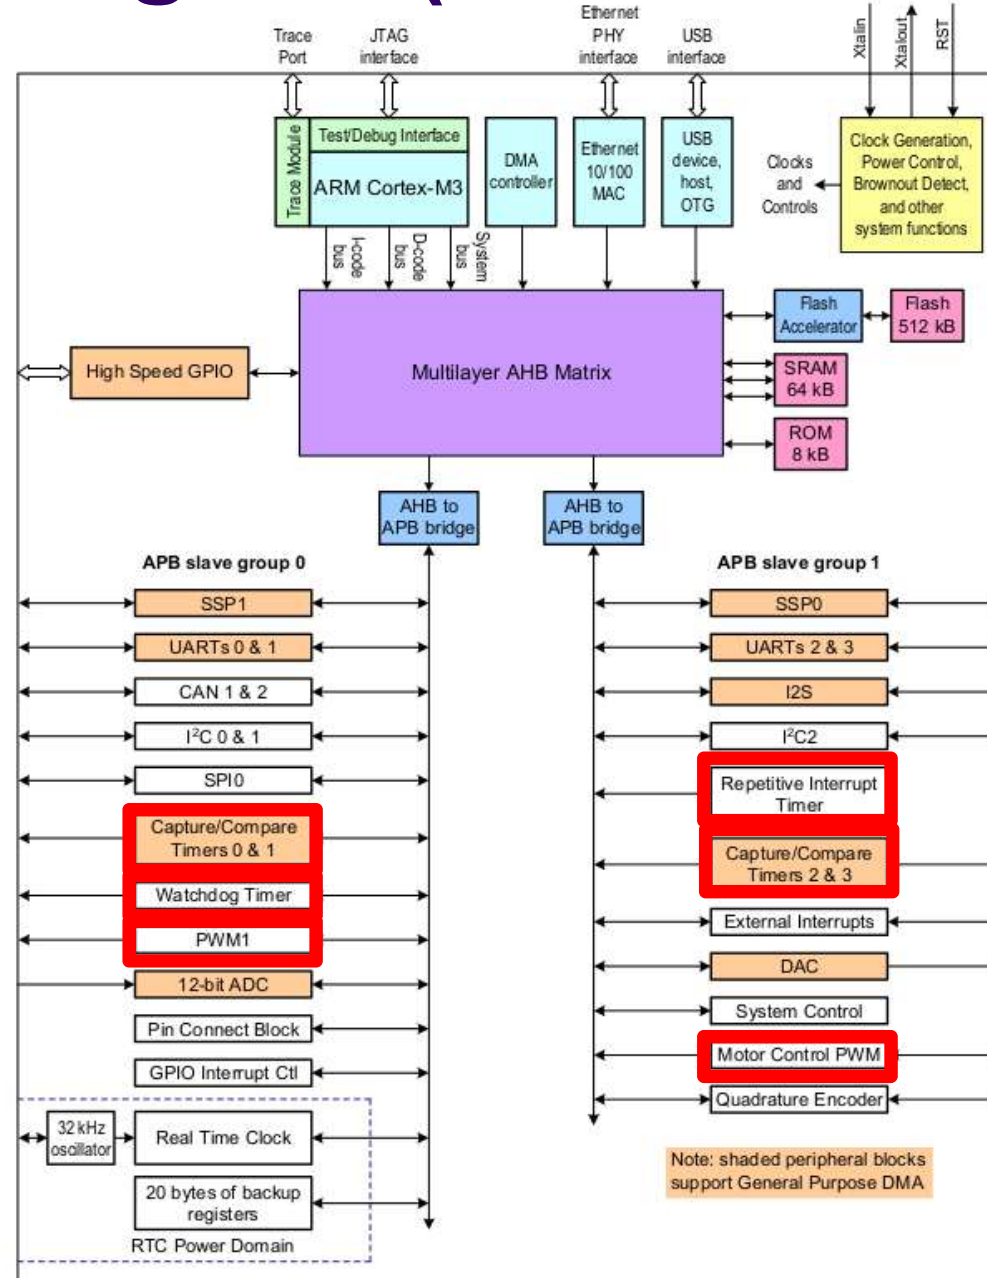 Trace
Port
JTAG
interface
Ethernet
PHY
interface
USB
interface
Xtalin
Xtalout
RST
Trace Module
Test/Debug Interface
ARM Cortex-M3
DMA
controller
Ethernet
10/100
MAC
USB
device,
host,
OTG
Clocks
and
Controls
Clock Generation,
Power Control,
Brownout Detect,
and other
system functions
I-code
bus
D-code
bus
System
bus
High Speed GPIO
Multilayer AHB Matrix
Flash
Accelerator
Flash
512 kB
SRAM
64 kB
ROM
8 kB
AHB to
APB bridge
AHB to
APB bridge
APB slave group 0
SSP1
UARTs 0 & 1
CAN 1 & 2
I²C 0 & 1
SPI0
Capture/Compare
Timers 0 & 1
Watchdog Timer
PWM1
12-bit ADC
Pin Connect Block
GPIO Interrupt Ctl
32 kHz
oscillator
Real Time Clock
20 bytes of backup
registers
RTC Power Domain
APB slave group 1
SSP0
UARTs 2 & 3
I2S
I²C2
Repetitive Interrupt
Timer
Capture/Compare
Timers 2 & 3
External Interrupts
DAC
System Control
Motor Control PWM
Quadrature Encoder
Note: shaded peripheral blocks
support General Purpose DMA